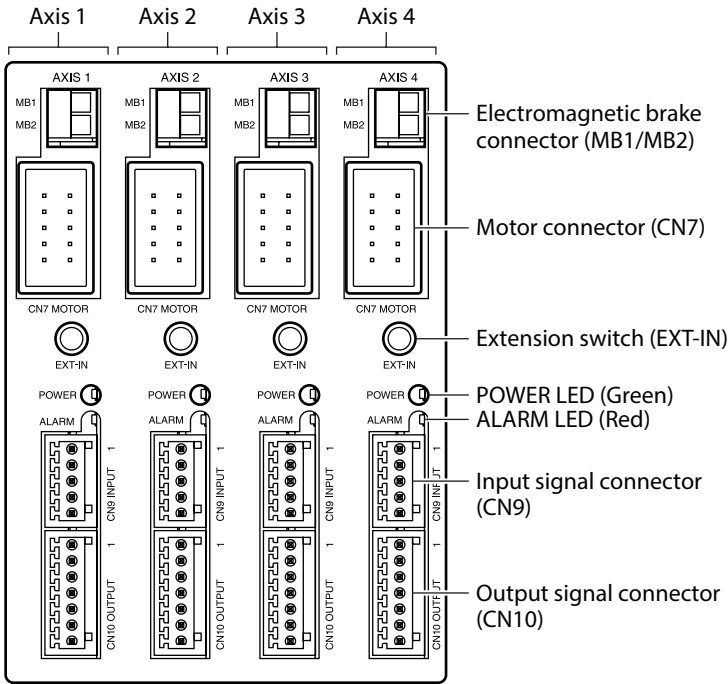 Axis 1 Axis 2 Axis 3 Axis 4
AXIS 1 AXIS 2 AXIS 3 AXIS 4
MB1 MB1 MB1 MB1
MB2 MB2 MB2 MB2
Electromagnetic brake
connector (MB1/MB2)
Motor connector (CN7)
CN7 MOTOR CN7 MOTOR CN7 MOTOR CN7 MOTOR
Extension switch (EXT-IN)
EXT-IN EXT-IN EXT-IN EXT-IN
POWER POWER POWER POWER
POWER LED (Green)
ALARM ALARM ALARM ALARM
ALARM LED (Red)
CN9 INPUT 1 CN9 INPUT 1 CN9 INPUT 1 CN9 INPUT 1
Input signal connector
(CN9)
CN10 OUTPUT 1 CN10 OUTPUT 1 CN10 OUTPUT 1 CN10 OUTPUT 1
Output signal connector
(CN10)